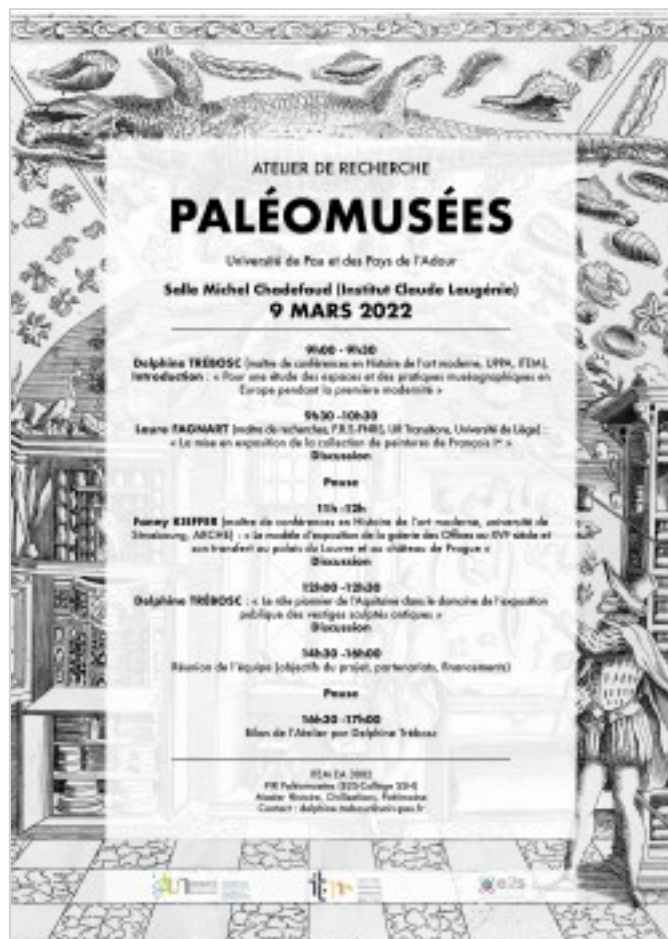 ATELIER DE RECHERCHE
PALÉOMUSÉES
Université de Pau et des Pays de l'Adour
Salle Michel Chadefaud (Institut Claude Laugénie)
9 MARS 2022
9h00 - 9h30
Delphine TRÉBOSC (maître de conférences en Histoire de l'art moderne, UPPA, ITEM),
Introduction : « Pour une étude des espaces et des pratiques muséographiques en
Europe pendant la première modernité »
9h30 -10h30
Laure FAGNART (maître de recherches, F.R.S-FNRS, UR Transitions, Université de Liège) :
« La mise en exposition de la collection de peintures de François Ier »
Discussion
Pause
11h -12h
Fanny KIEFFER (maître de conférences en Histoire de l'art moderne, université de
Strasbourg, ARCHE) : « Le modèle d'exposition de la galerie des Offices au XVIe siècle et
son transfert au palais du Louvre et au château de Prague »
Discussion
12h00 -12h30
Delphine TRÉBOSC : « Le rôle pionnier de l'Aquitaine dans le domaine de l'exposition
publique des vestiges sculptés antiques »
Discussion
14h30 -16h00
Réunion de l'équipe (objectifs du projet, partenariats, financements)
Pause
16h30 -17h00
Bilan de l'Atelier par Delphine Trébosc
ITEM EA 3002
Master Histoire, Civilisations, Patrimoine
e2s